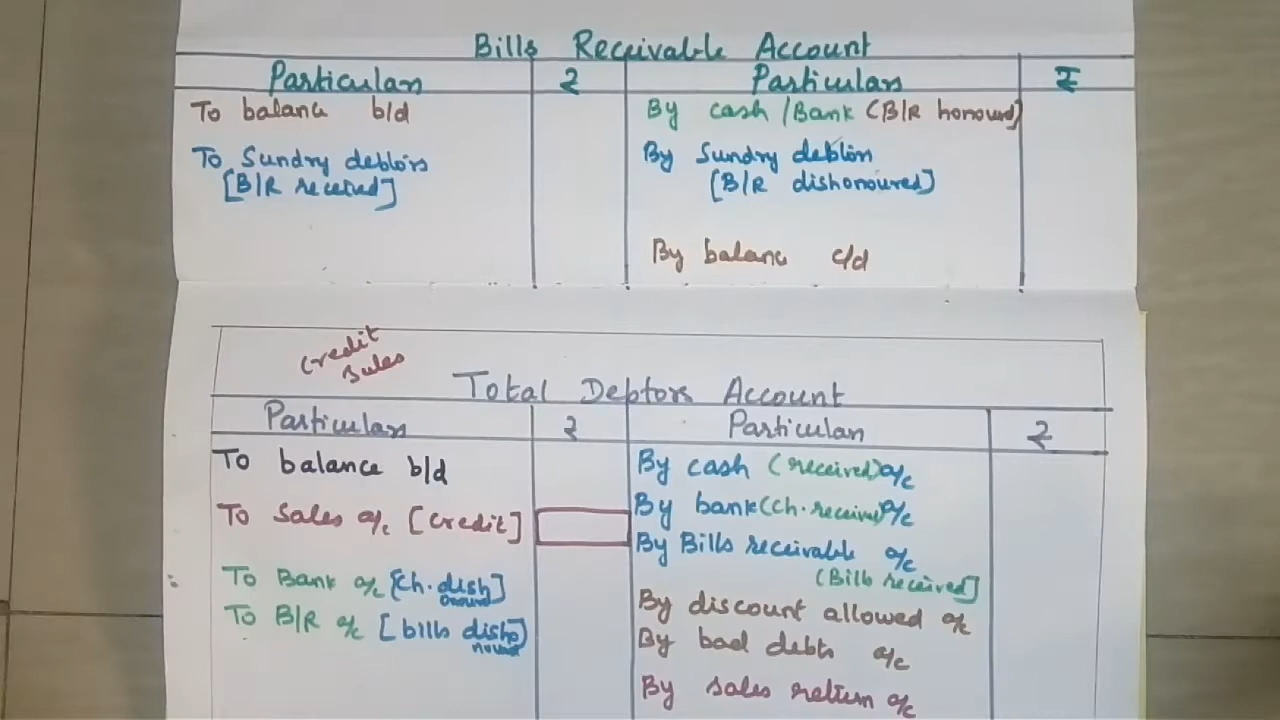 Bills Receivable Account
Particulars ₹ Particulars ₹
To balance b/d By cash /Bank (B/R honoured)
To Sundry debtors By Sundry debtors
[B/R received] [B/R dishonoured]
By balance c/d
Credit
Sales
Total Deptors Account
Particulars ₹ Particulars ₹
To balance b/d By cash (received) a/c
To Sales a/c [Credit] By bank (ch. received) a/c
By Bills receivable a/c
(Bills received]
To Bank a/c [Ch. dishonoured]
To B/R a/c [bills dishonoured]
By discount allowed a/c
By bad debts a/c
By sales return a/c